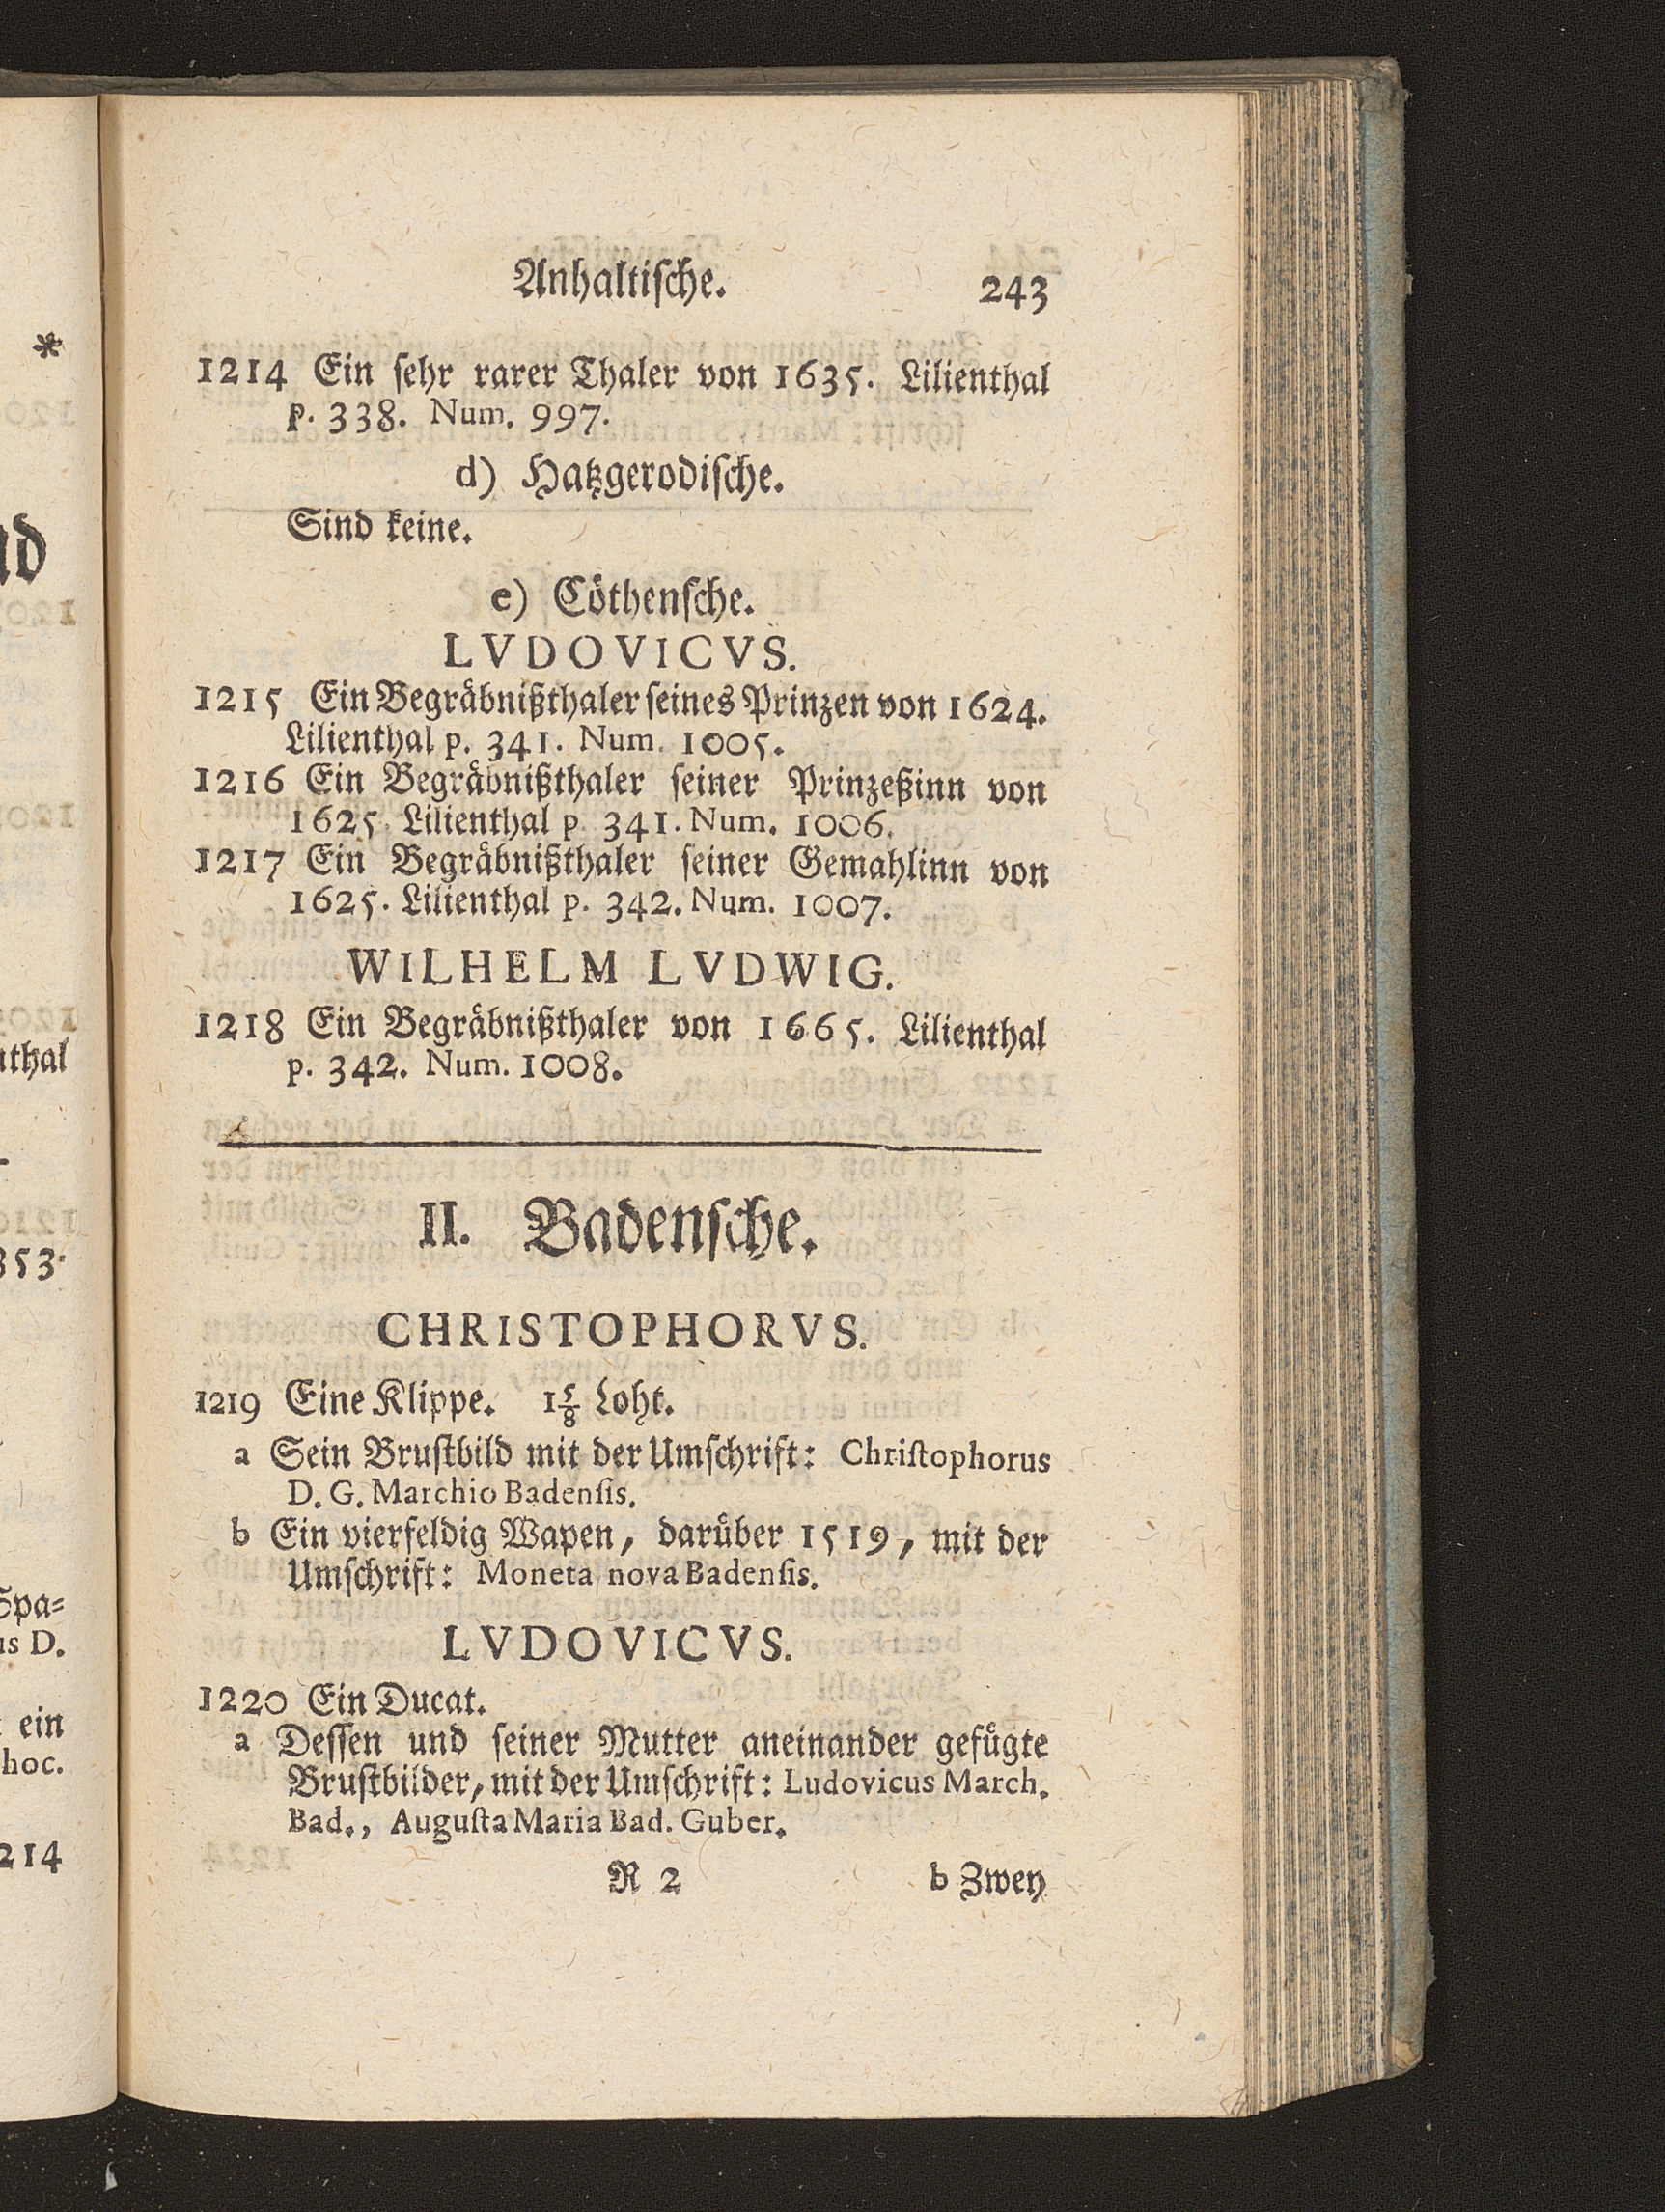 Anhaltiſche. 243
1214 Ein ſehr rarer Thaler von 1635. Lilienthal
p. 338. Num. 997.
d) Hatzgerodiſche.
Sind keine.
e) Cöthenſche.
LVDOVICVS.
1215 Ein Begräbnißthaler ſeines Prinzen von 1624.
Lilienthal p. 341. Num. 1005.
1216 Ein Begräbnißthaler ſeiner Prinzeßinn von
1625. Lilienthal p. 341. Num. 1006.
1217 Ein Begräbnißthaler ſeiner Gemahlinn von
1625. Lilienthal p. 342. Num. 1007.
WILHELM LVDWIG.
1218 Ein Begräbnißthaler von 1665. Lilienthal
p. 342. Num. 1008.
II. Badenſche.
CHRISTOPHORVS.
1219 Eine Klippe. 1⅝ Loht.
a Sein Bruſtbild mit der Umſchrift: Chriſtophorus
D. G. Marchio Badenſis.
b Ein vierfeldig Wapen, darüber 1519, mit der
Umſchrift: Moneta nova Badenſis.
LVDOVICVS.
1220 Ein Ducat.
a Deſſen und ſeiner Mutter aneinander gefügte
Bruſtbilder, mit der Umſchrift: Ludovicus March.
Bad., Auguſta Maria Bad. Guber.
R 2 b Zwey